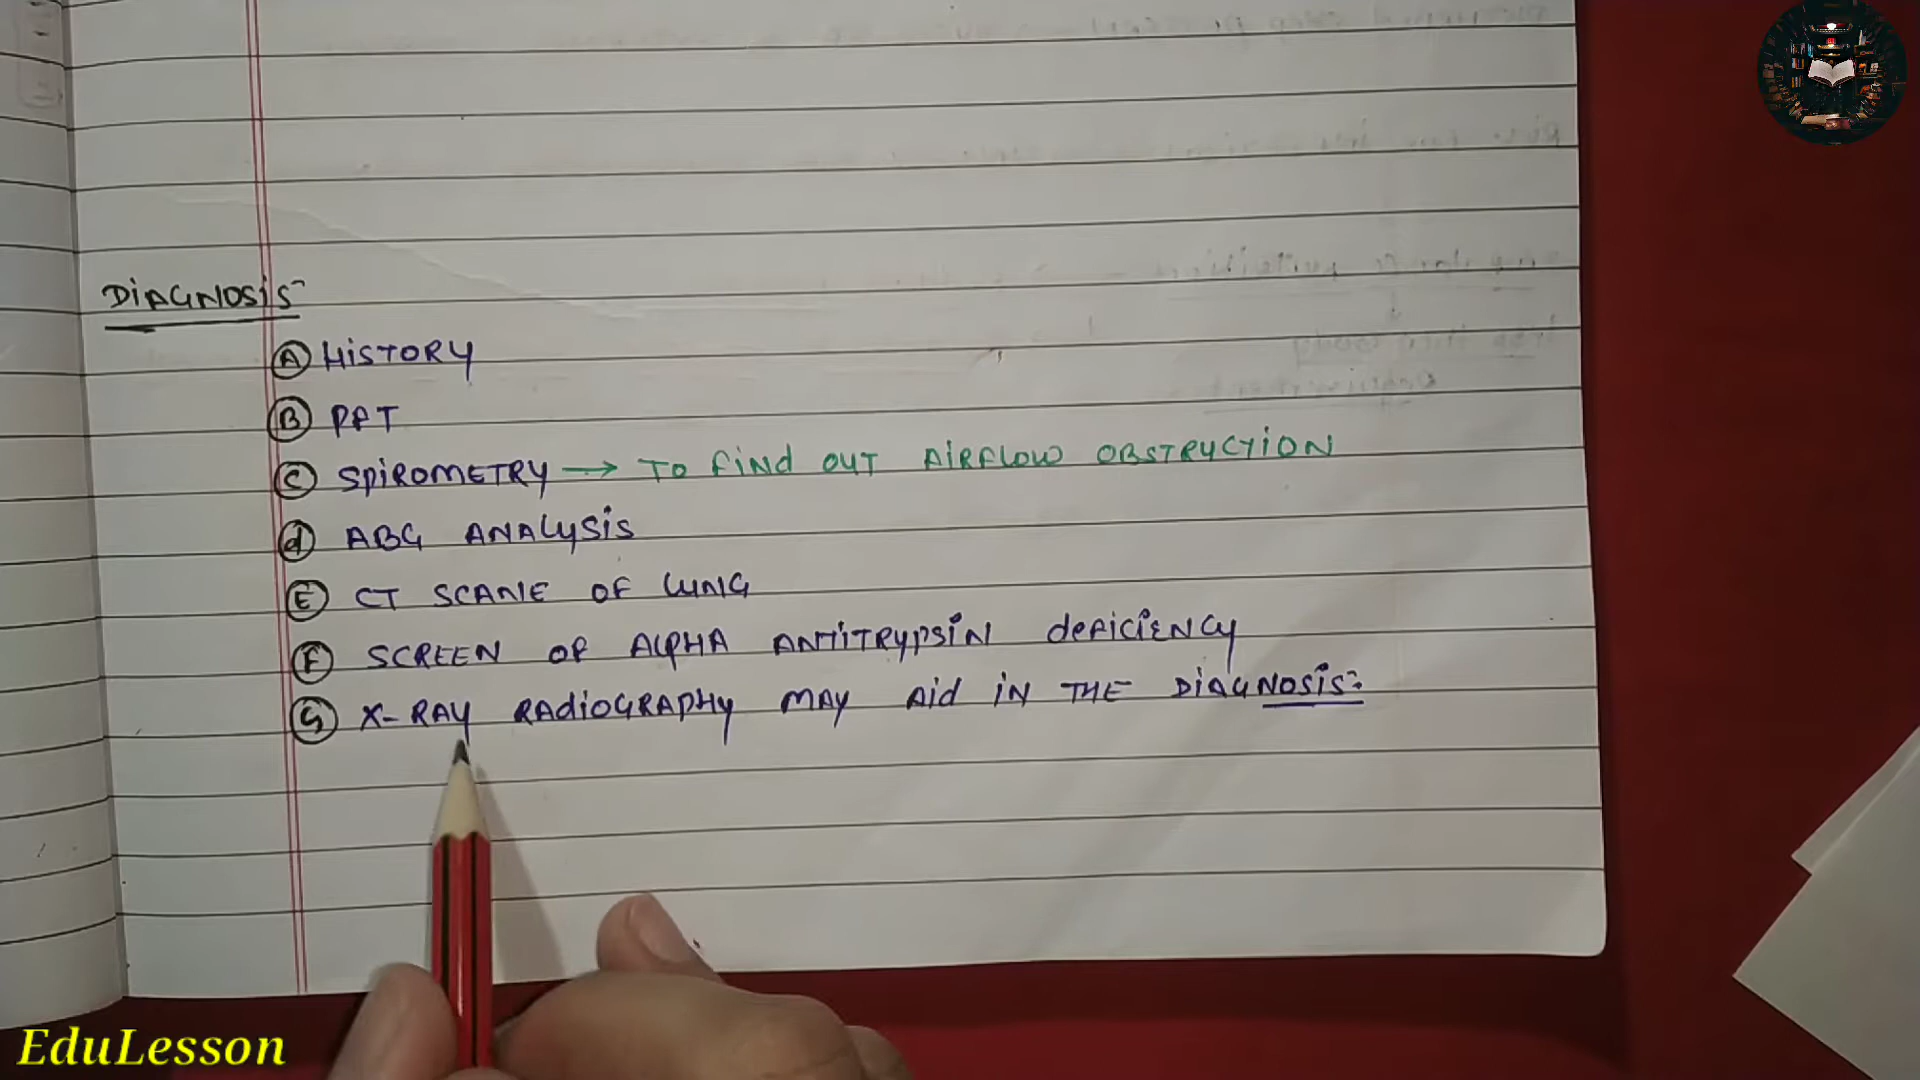 DIAGNOSIS-
A HISTORY
B PFT
C SPIROMETRY → TO FIND OUT AIRFLOW OBSTRUCTION
d ABG ANALYSIS
E CT SCANE OF LUNG
F SCREEN OF ALPHA ANTITRYPSIN deficiency
G X-RAY RADIOGRAPHY MAY Aid IN THE DIAGNOSIS:
EduLesson